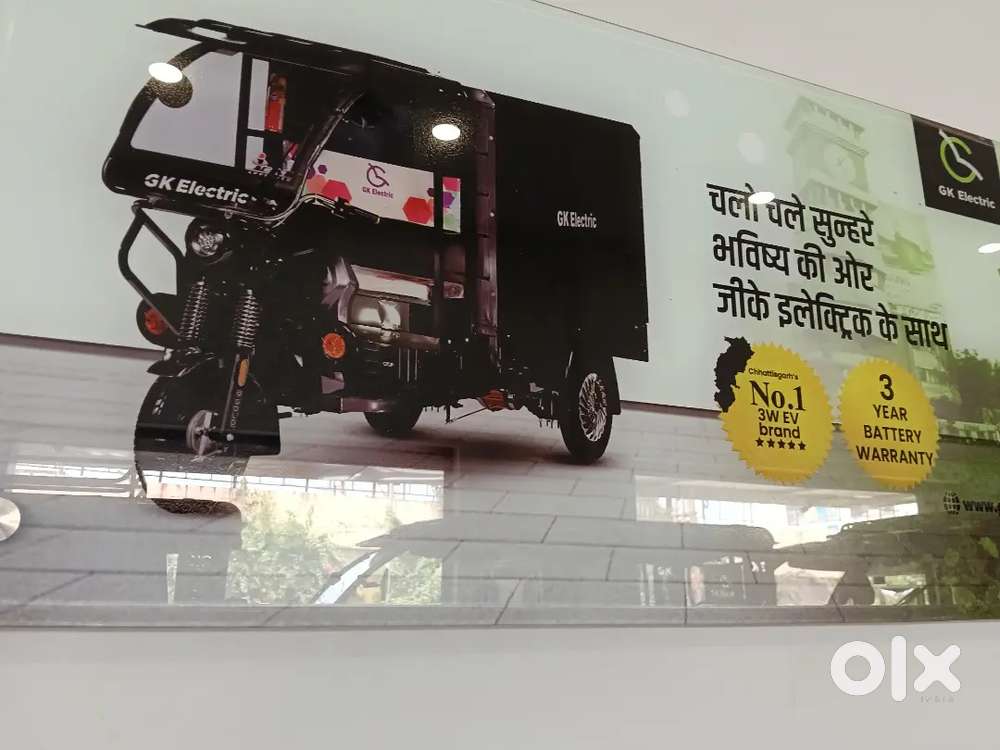 GK Electric
GK Electric
GK Electric
चलो चले सुन्हरे
भविष्य की ओर
जीके इलेक्ट्रिक के साथ
GK Electric
Chhattisgarh's
No.1
3W EV
brand
3
YEAR
BATTERY
WARRANTY
www.
olx